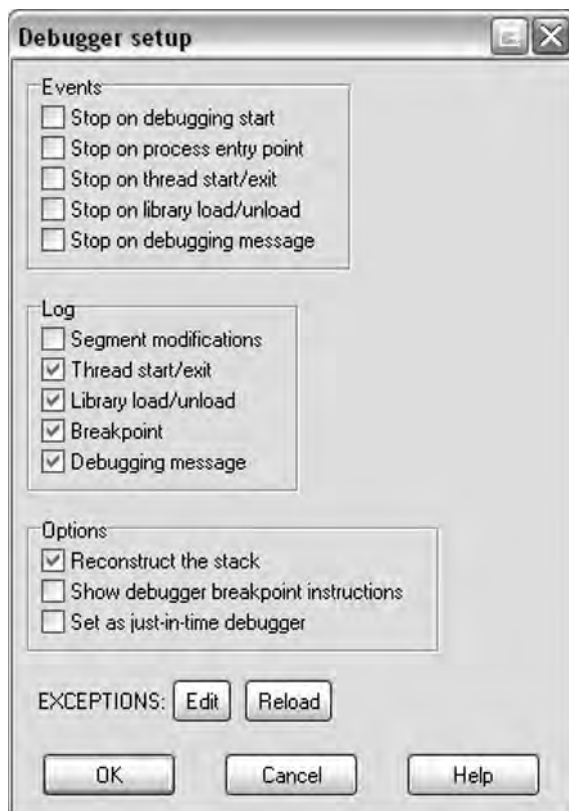 Debugger setup
Events
Stop on debugging start
Stop on process entry point
Stop on thread start/exit
Stop on library load/unload
Stop on debugging message
Log
Segment modifications
Thread start/exit
Library load/unload
Breakpoint
Debugging message
Options
Reconstruct the stack
Show debugger breakpoint instructions
Set as just-in-time debugger
EXCEPTIONS: Edit Reload
OK Cancel Help